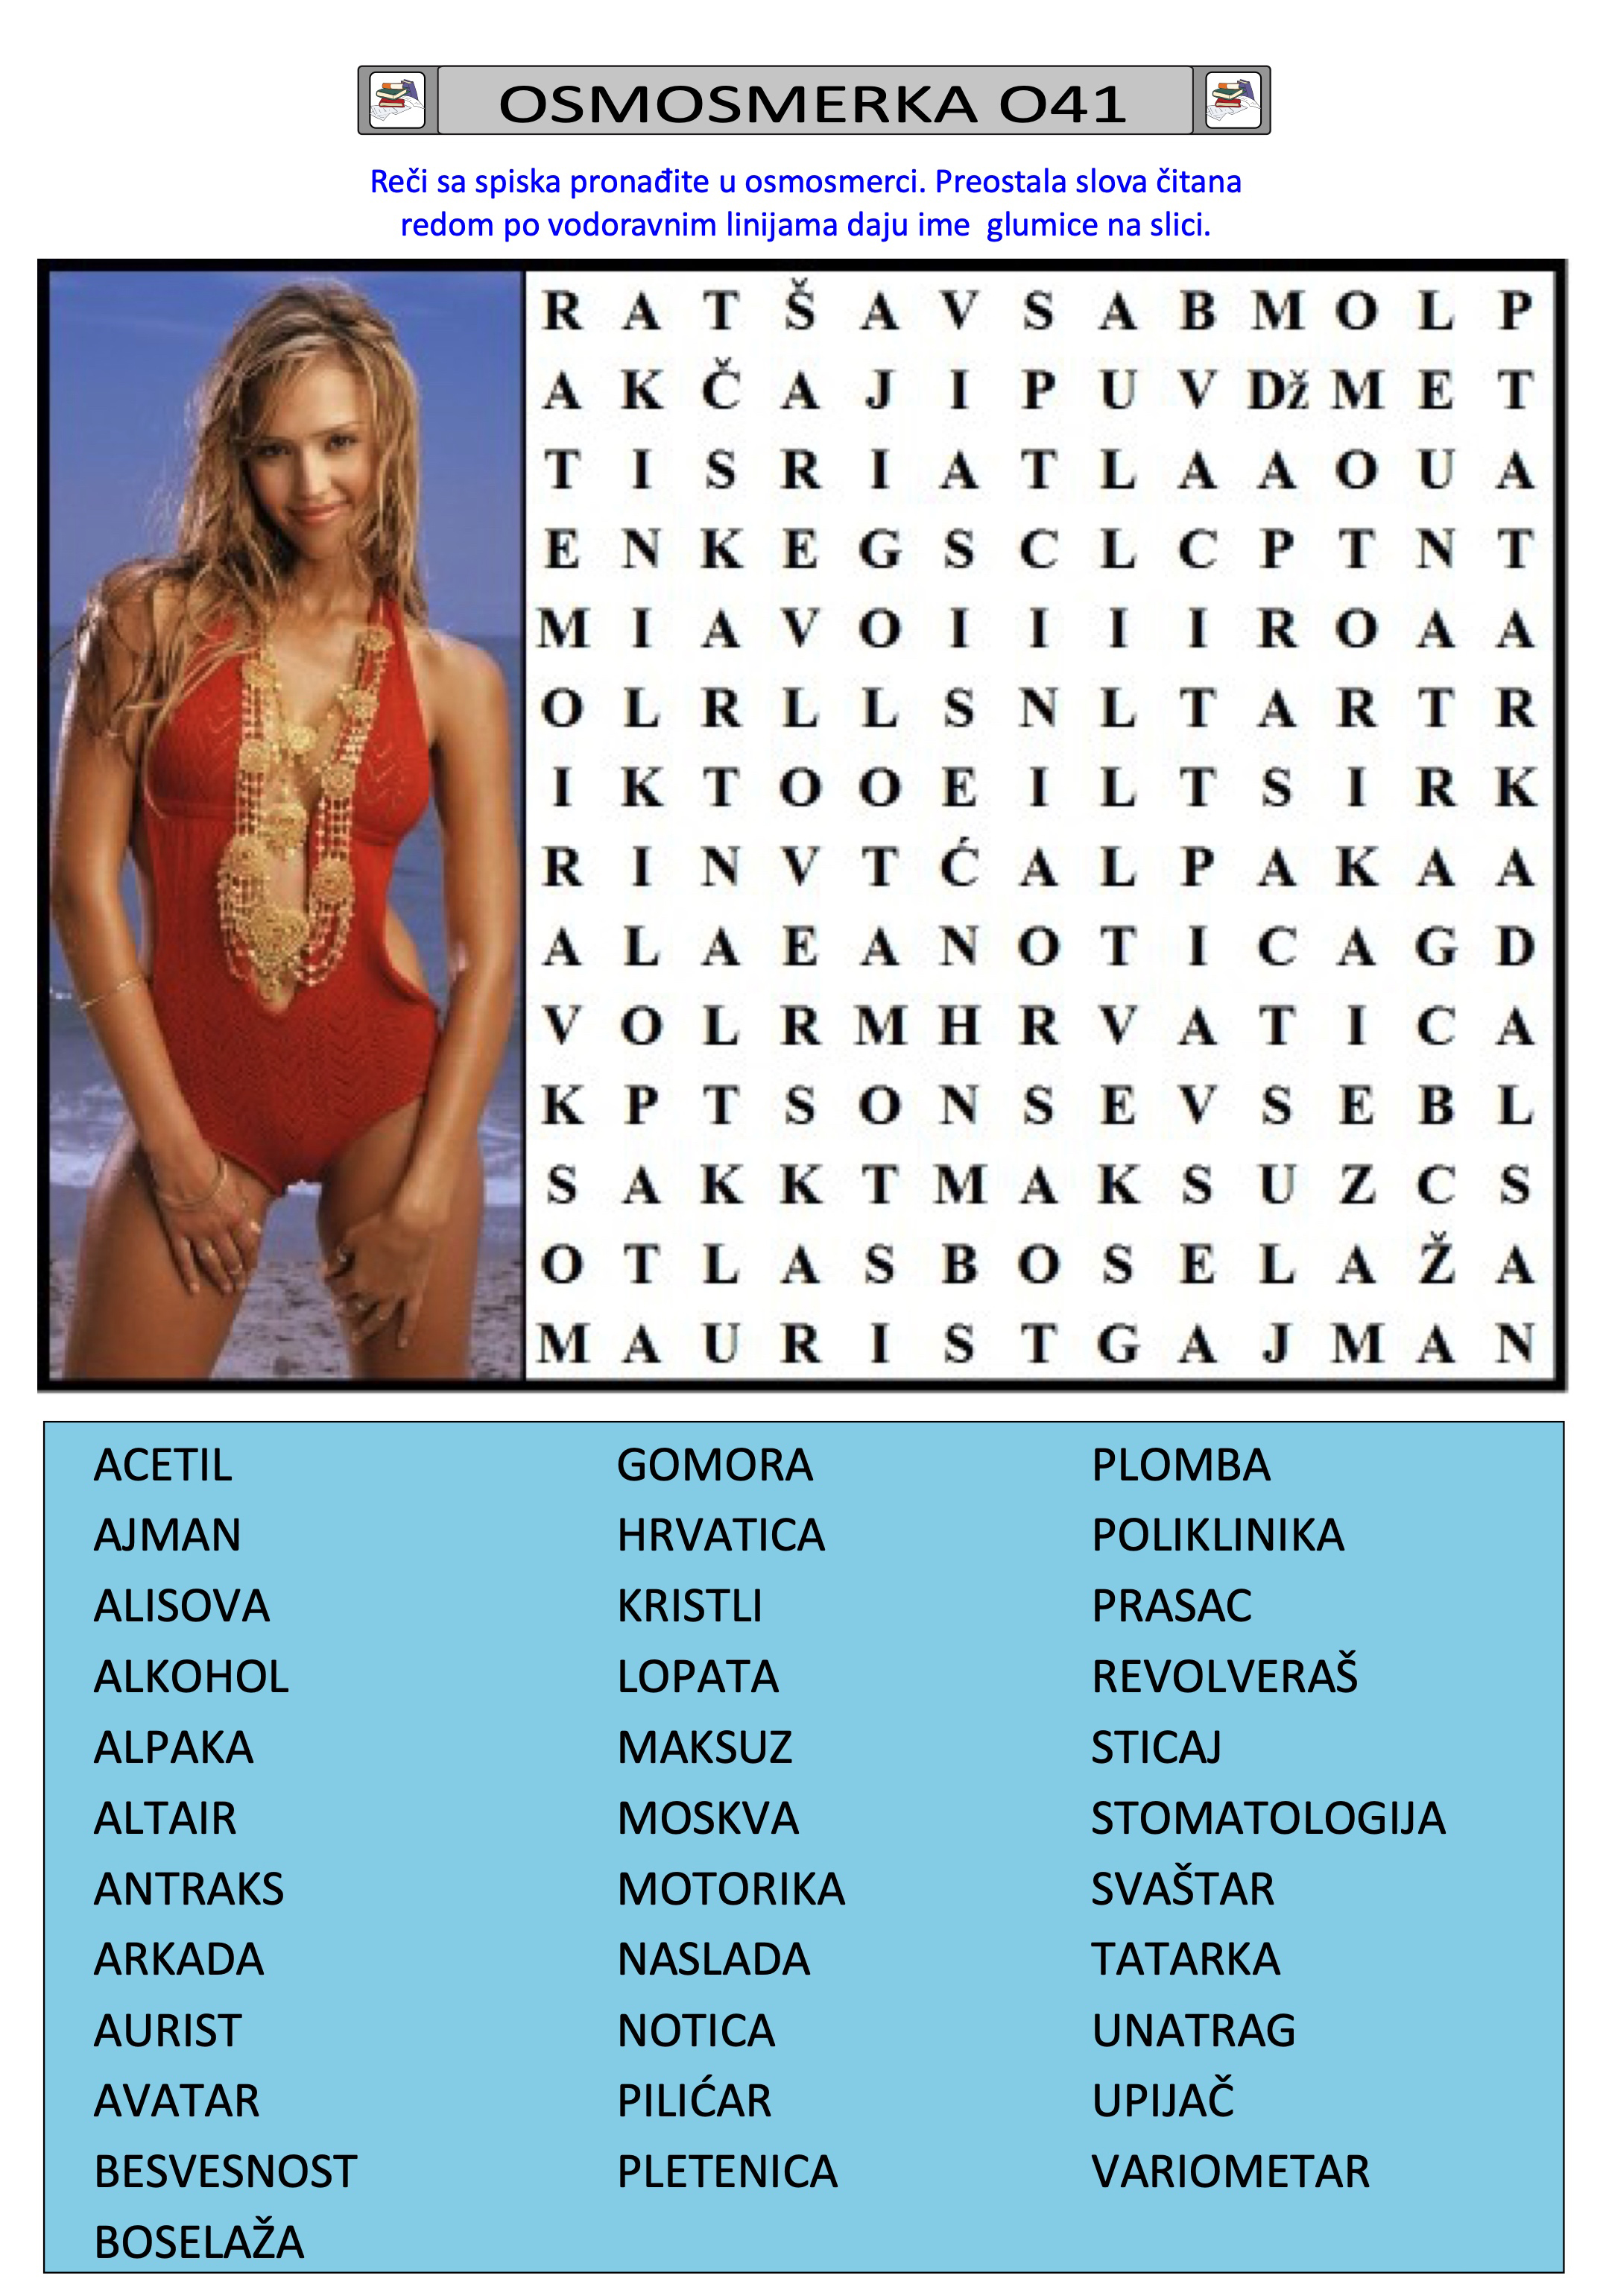 OSMOSMERKA O41
Reči sa spiska pronađite u osmosmerci. Preostala slova čitana
redom po vodoravnim linijama daju ime glumice na slici.
R A T Š A V S A B M O L P
A K Č A J I P U V Dž M E T
T I S R I A T L A A O U A
E N K E G S C L C P T N T
M I A V O I I I I R O A A
O L R L L S N L T A R T R
I K T O O E I L T S I R K
R I N V T Ć A L P A K A A
A L A E A N O T I C A G D
V O L R M H R V A T I C A
K P T S O N S E V S E B L
S A K K T M A K S U Z C S
O T L A S B O S E L A Ž A
M A U R I S T G A J M A N
ACETIL GOMORA PLOMBA
AJMAN HRVATICA POLIKLINIKA
ALISOVA KRISTLI PRASAC
ALKOHOL LOPATA REVOLVERAŠ
ALPAKA MAKSUZ STICAJ
ALTAIR MOSKVA STOMATOLOGIJA
ANTRAKS MOTORIKA SVAŠTAR
ARKADA NASLADA TATARKA
AURIST NOTICA UNATRAG
AVATAR PILIĆAR UPIJAČ
BESVESNOST PLETENICA VARIOMETAR
BOSELAŽA